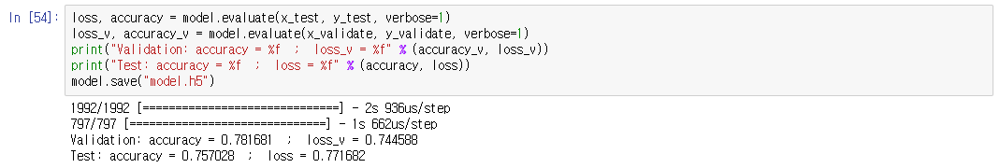 In [54]:
loss, accuracy = model.evaluate(x_test, y_test, verbose=1)
loss_v, accuracy_v = model.evaluate(x_validate, y_validate, verbose=1)
print("Validation: accuracy = %f  ;  loss_v = %f" % (accuracy_v, loss_v))
print("Test: accuracy = %f  ;  loss = %f" % (accuracy, loss))
model.save("model.h5")
1992/1992 [==============================] - 2s 936us/step
797/797 [==============================] - 1s 662us/step
Validation: accuracy = 0.781681  ;  loss_v = 0.744588
Test: accuracy = 0.757028  ;  loss = 0.771682